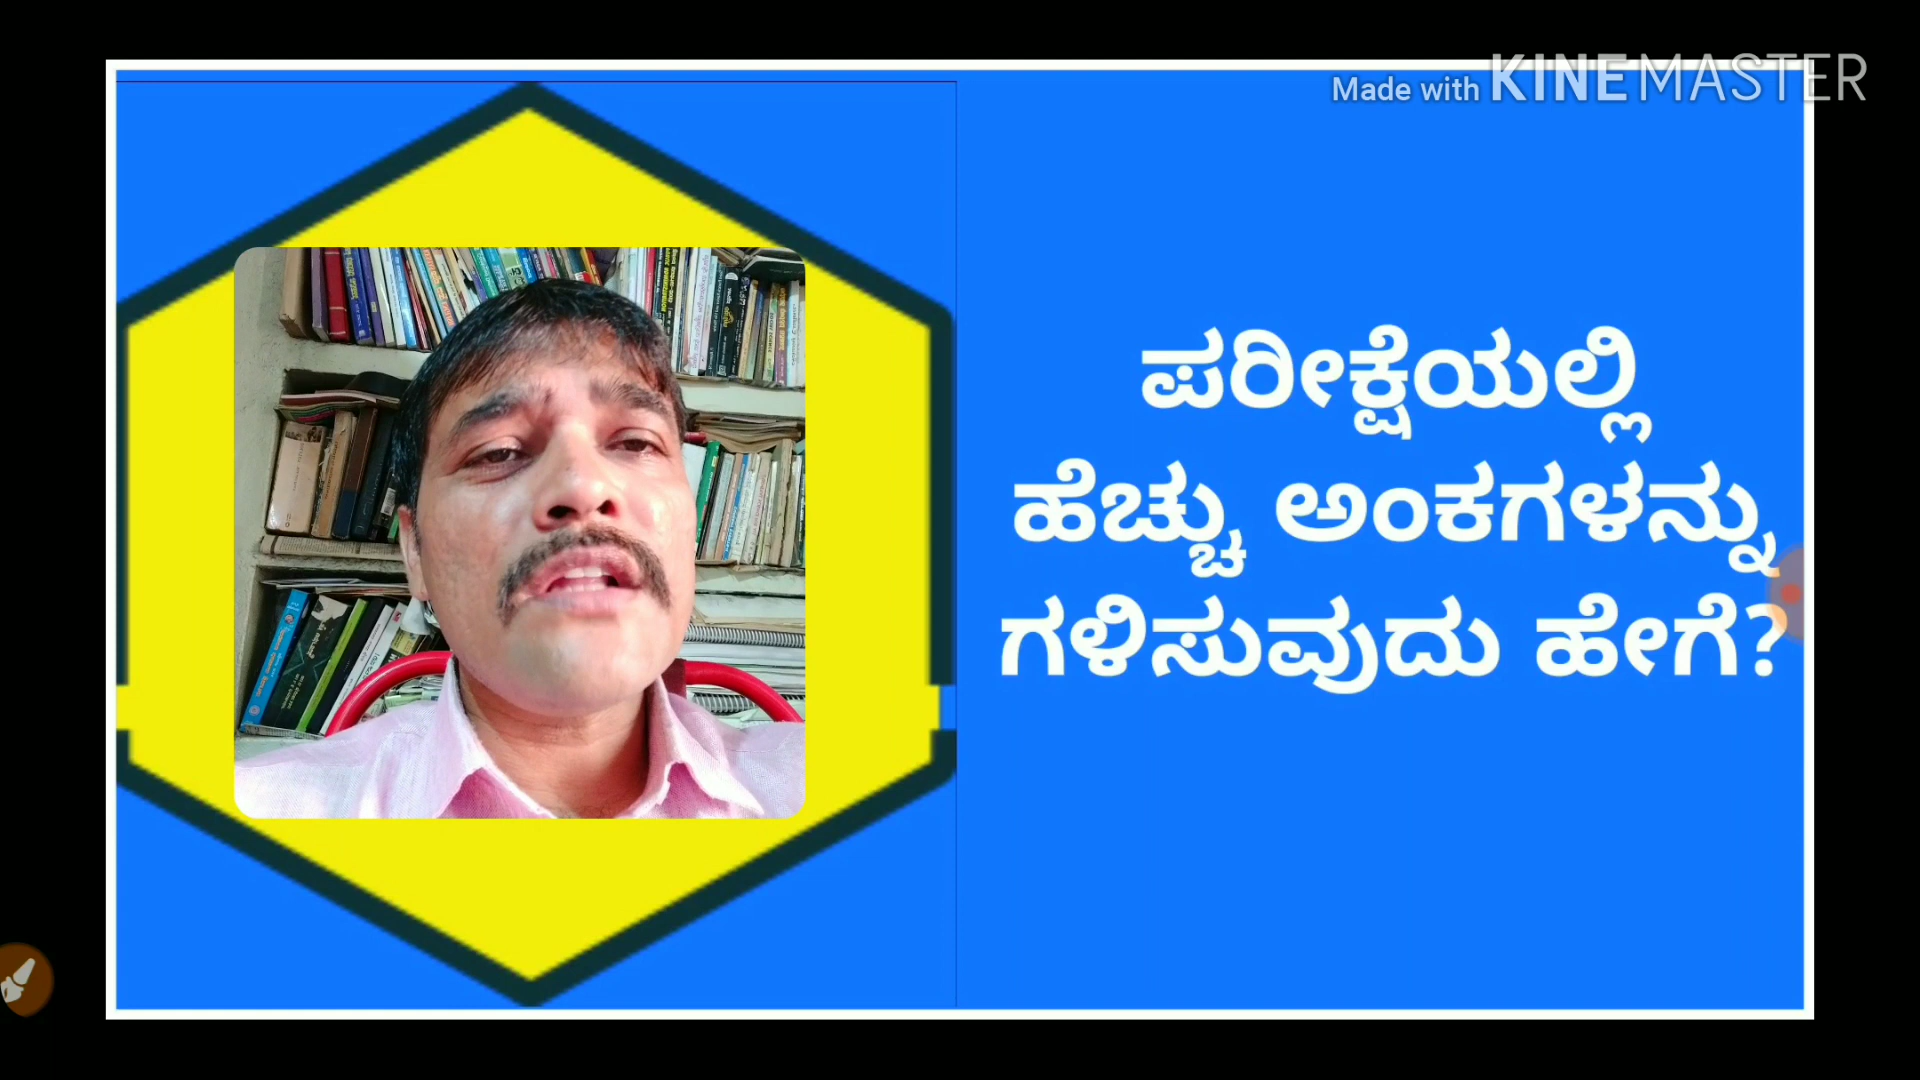 Made with KINEMASTER
ಪರೀಕ್ಷೆಯಲ್ಲಿ
ಹೆಚ್ಚು ಅಂಕಗಳನ್ನು
ಗಳಿಸುವುದು ಹೇಗೆ?